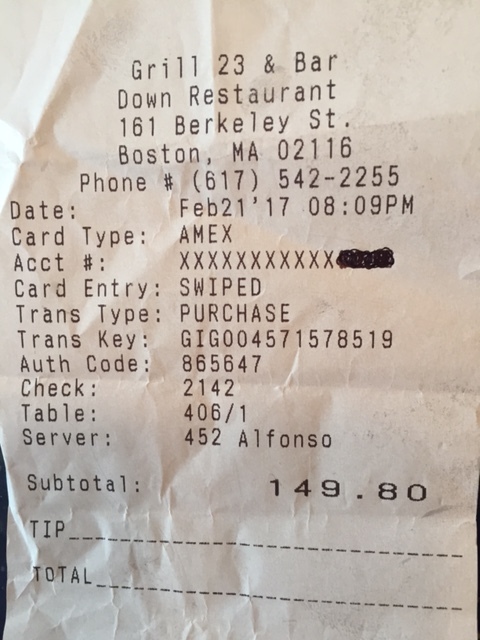 Grill 23 & Bar
Down Restaurant
161 Berkeley St.
Boston, MA 02116
Phone # (617) 542-2255
Date: Feb21'17 08:09PM
Card Type: AMEX
Acct #: XXXXXXXXXXX
Card Entry: SWIPED
Trans Type: PURCHASE
Trans Key: GIG004571578519
Auth Code: 865647
Check: 2142
Table: 406/1
Server: 452 Alfonso
Subtotal: 149.80
TIP
TOTAL